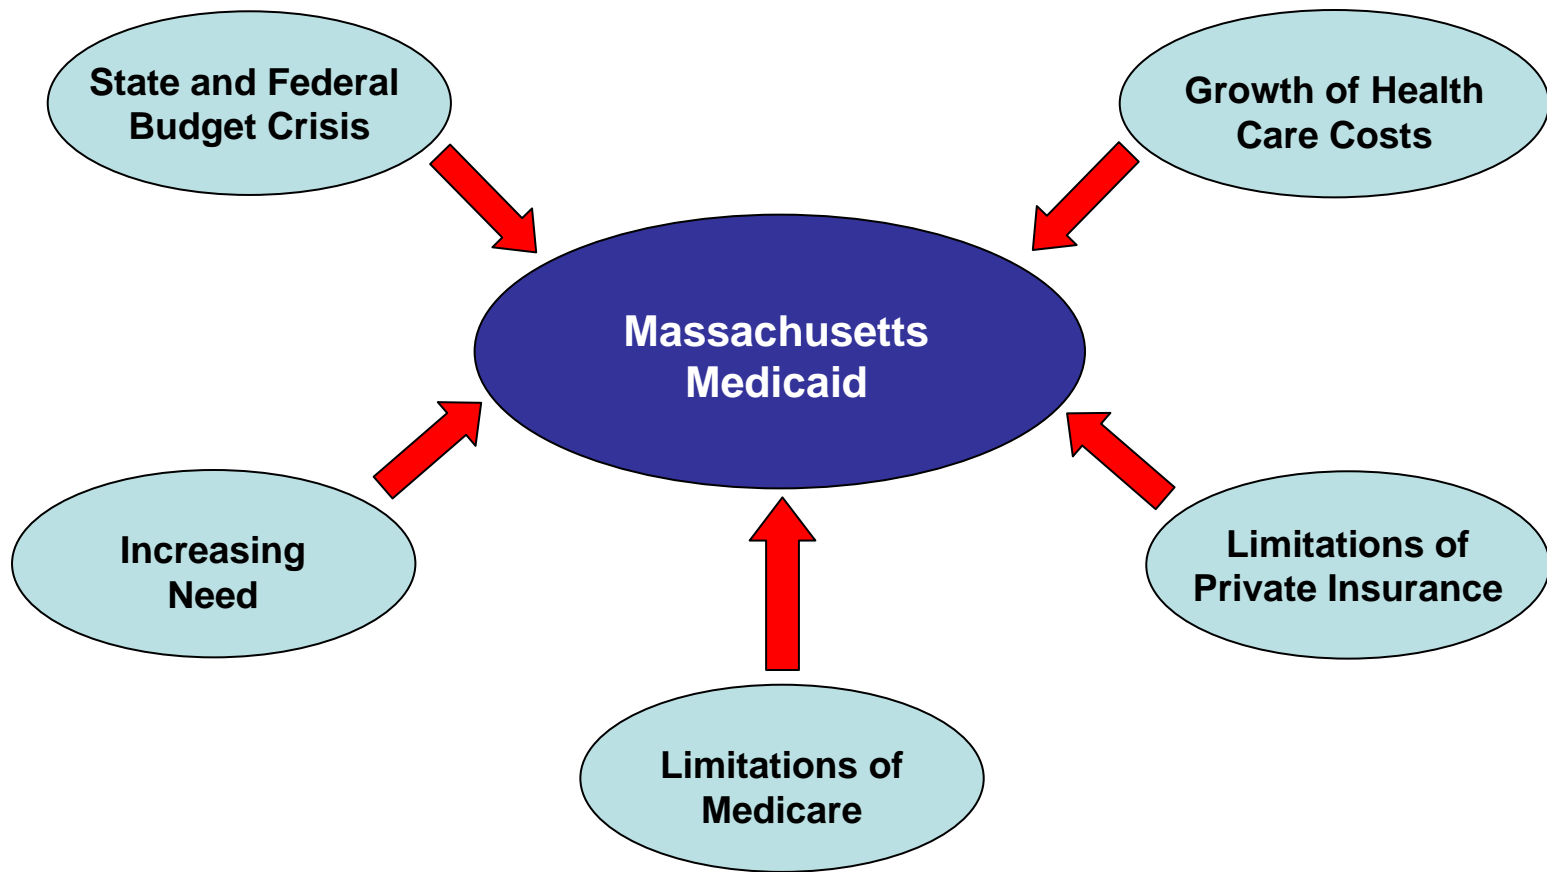 State and Federal
Budget Crisis
Growth of Health
Care Costs
Massachusetts
Medicaid
Increasing
Need
Limitations of
Private Insurance
Limitations of
Medicare